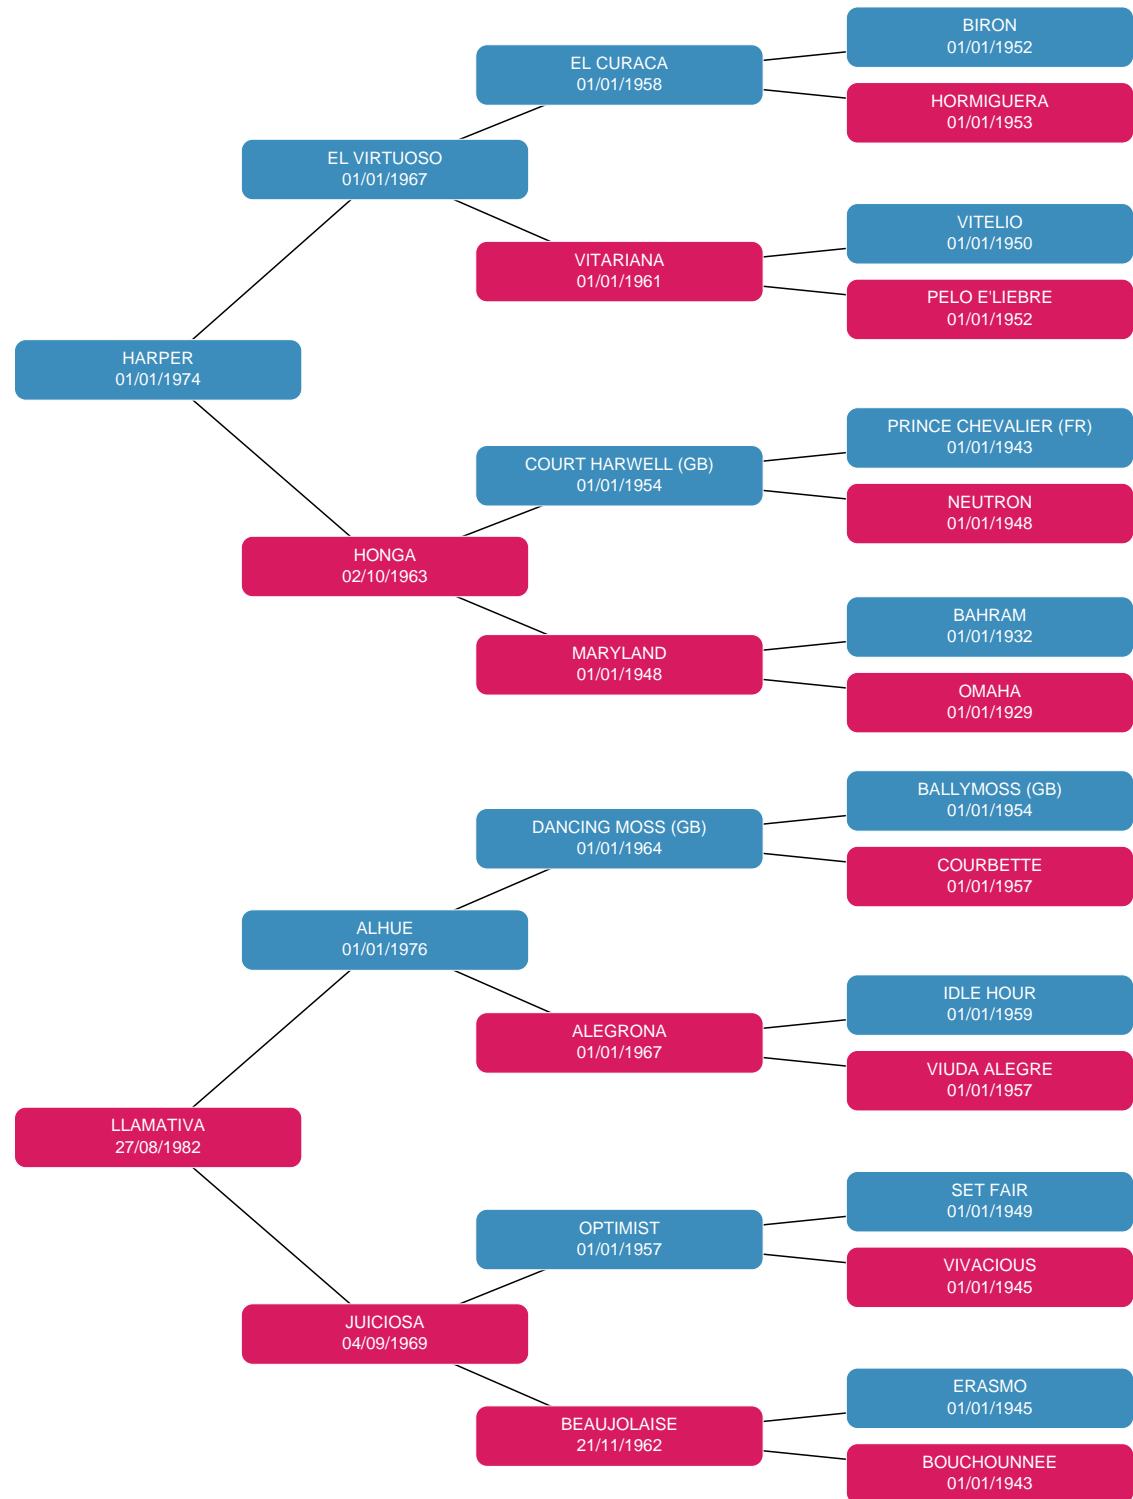 BIRON
01/01/1952
EL CURACA
01/01/1958
HORMIGUERA
01/01/1953
EL VIRTUOSO
01/01/1967
VITELIO
01/01/1950
VITARIANA
01/01/1961
PELO E'LIEBRE
01/01/1952
HARPER
01/01/1974
PRINCE CHEVALIER (FR)
01/01/1943
COURT HARWELL (GB)
01/01/1954
NEUTRON
01/01/1948
HONGA
02/10/1963
BAHRAM
01/01/1932
MARYLAND
01/01/1948
OMAHA
01/01/1929
BALLYMOSS (GB)
01/01/1954
DANCING MOSS (GB)
01/01/1964
COURBETTE
01/01/1957
ALHUE
01/01/1976
IDLE HOUR
01/01/1959
ALEGRONA
01/01/1967
VIUDA ALEGRE
01/01/1957
LLAMATIVA
27/08/1982
SET FAIR
01/01/1949
OPTIMIST
01/01/1957
VIVACIOUS
01/01/1945
JUICIOSA
04/09/1969
ERASMO
01/01/1945
BEAUJOLAISE
21/11/1962
BOUCHOUNNEE
01/01/1943